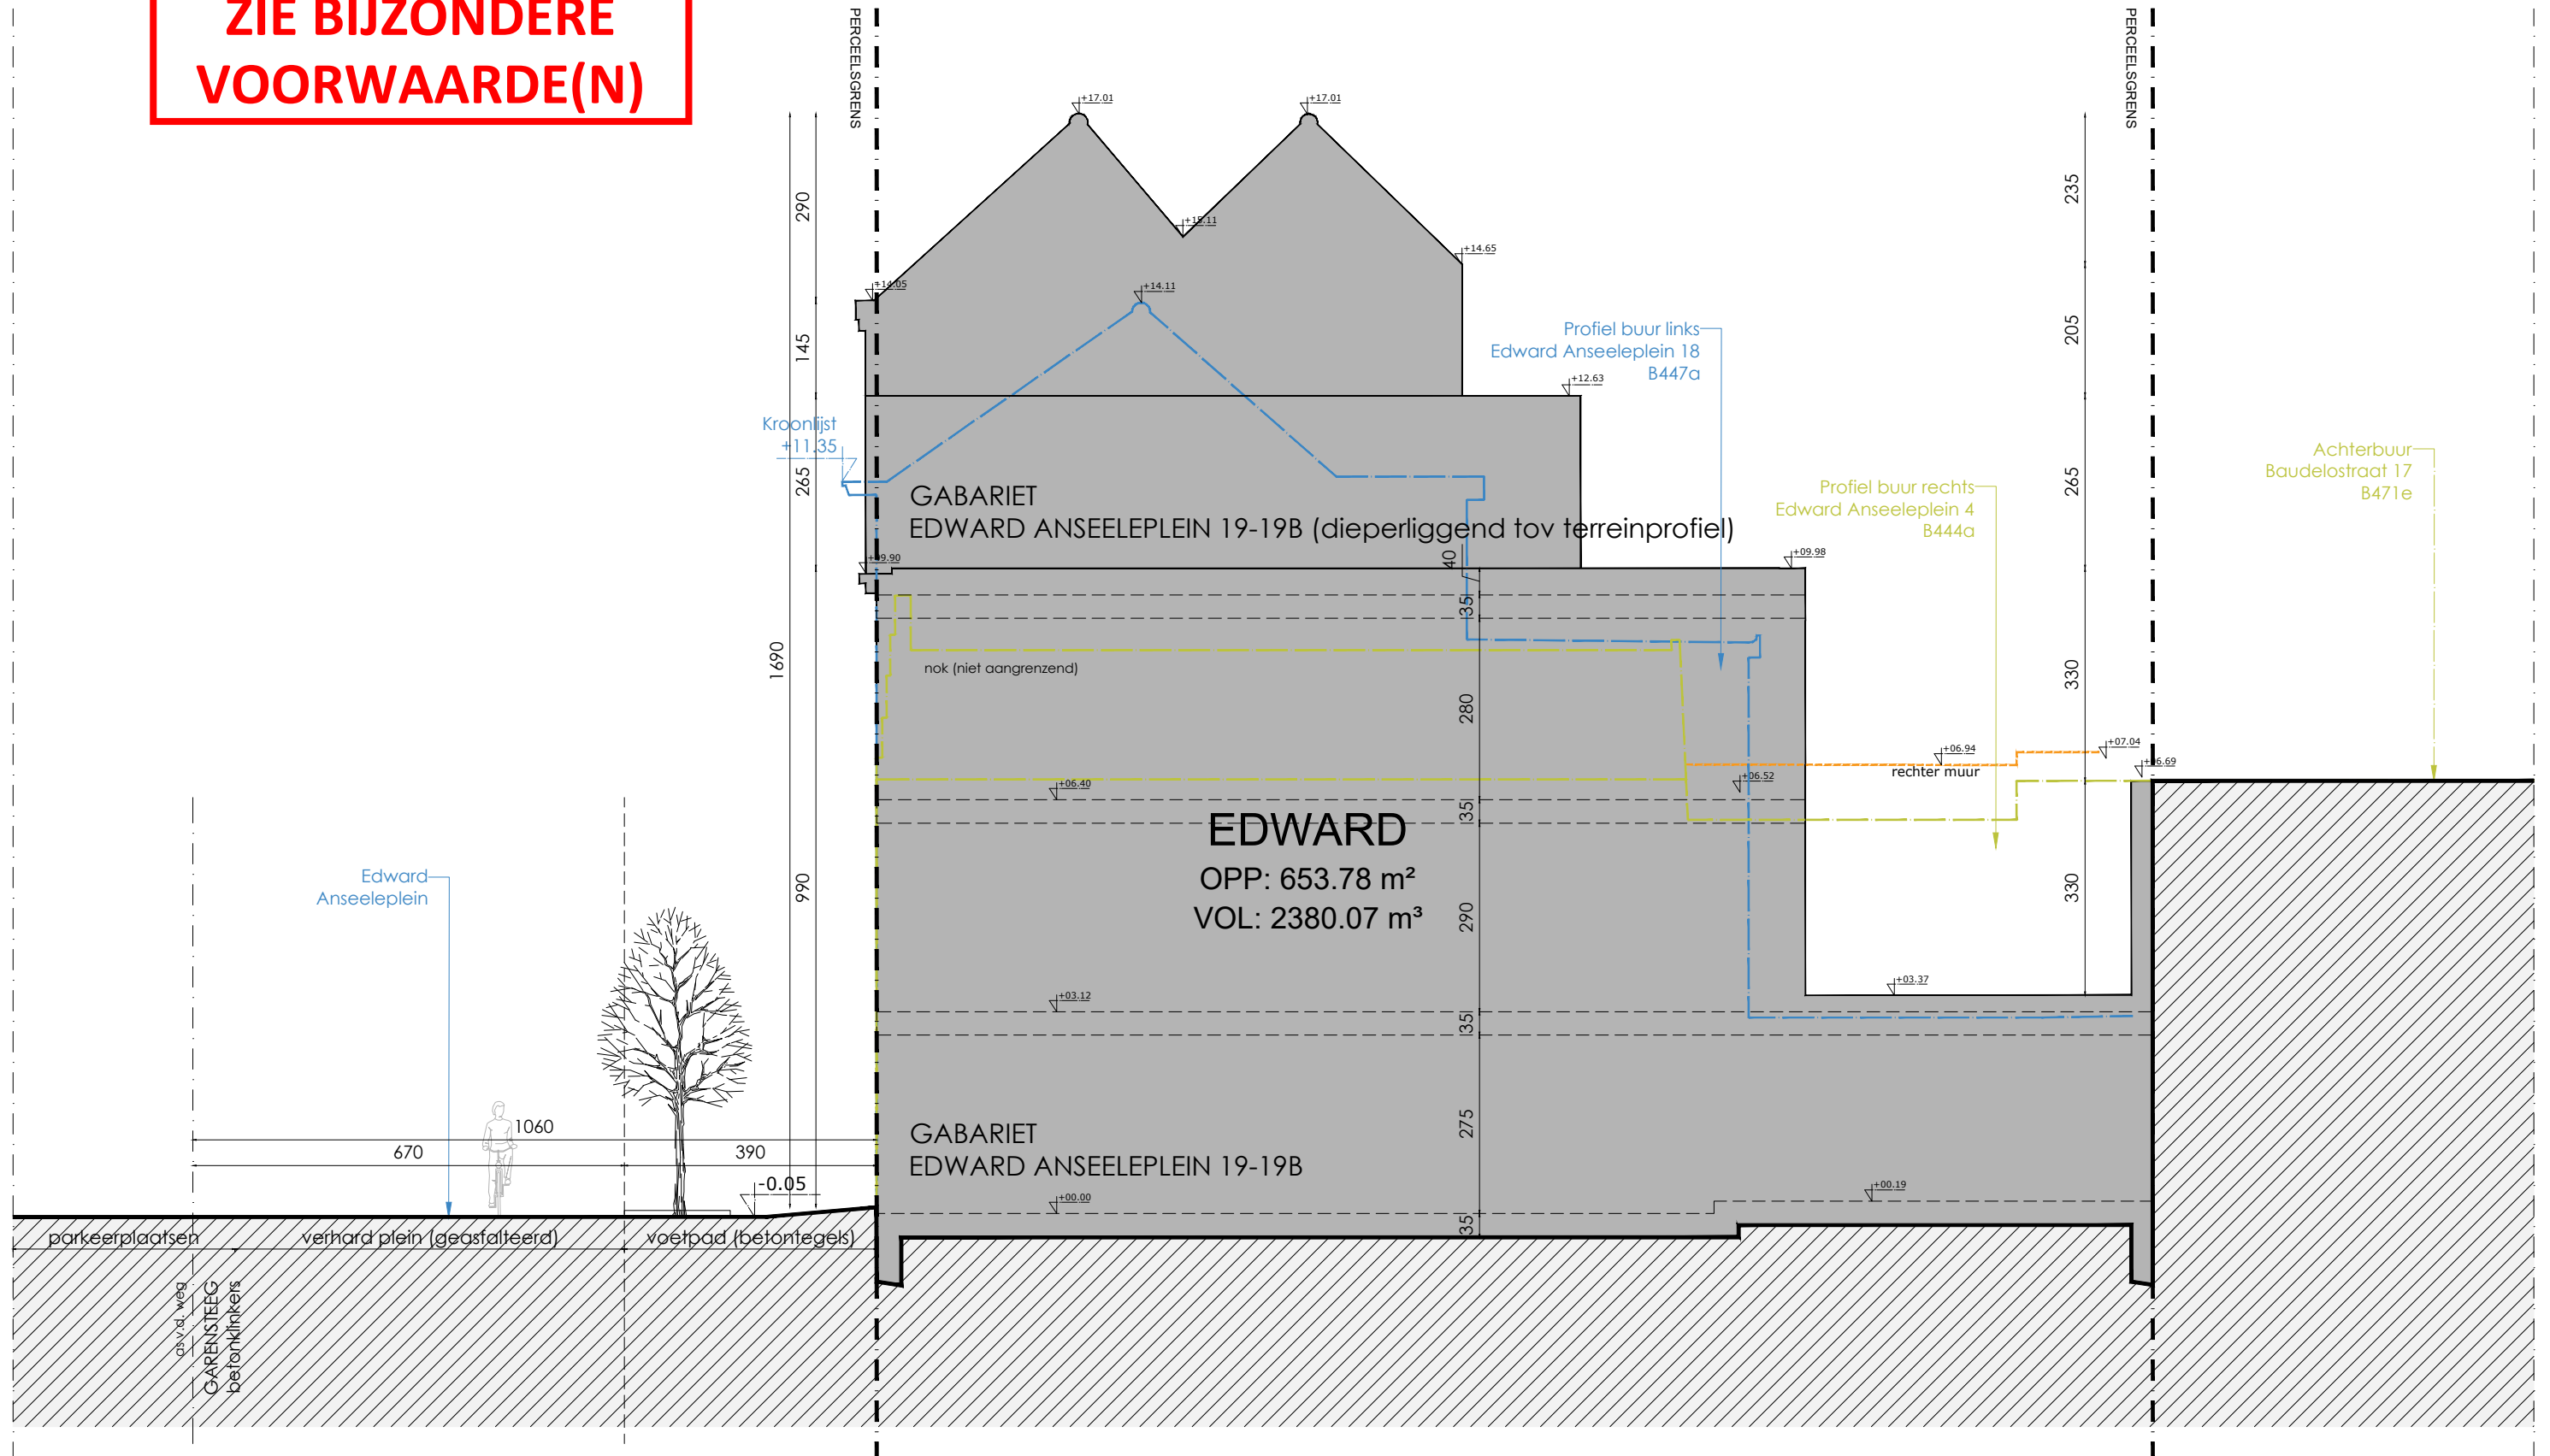 ZIE BIJZONDERE
VOORWAARDE(N)
PERCEELSGRENS
PERCEELSGRENS
+17.01
+17.01
290
235
+15.11
+14.65
+14.05
+14.11
145
205
Profiel buur links
Edward Anseeleplein 18
B447a
+12.63
Kroonlijst
+11.35
265
265
Achterbuur
Baudelostraat 17
B471e
Profiel buur rechts
Edward Anseeleplein 4
B444a
GABARIET
EDWARD ANSEELEPLEIN 19-19B (dieperliggend tov terreinprofiel)
+09.90
40
+09.98
35
1690
nok (niet aangrenzend)
330
280
+06.94
+07.04
+06.69
rechter muur
+06.40
+06.52
35
EDWARD
OPP: 653.78 m²
VOL: 2380.07 m³
990
290
330
Edward
Anseeleplein
+03.37
+03.12
35
1060
670
390
275
GABARIET
EDWARD ANSEELEPLEIN 19-19B
-0.05
+00.00
+00.19
35
parkeerplaatsen
verhard plein (geasfalteerd)
voetpad (betontegels)
as v.d. weg
GARENSTEEG
betonklinkers